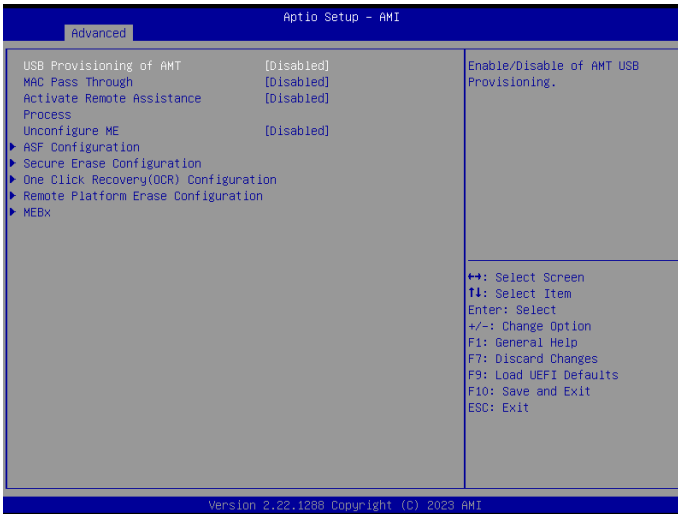 Aptio Setup – AMI
Advanced
USB Provisioning of AMT [Disabled]
MAC Pass Through [Disabled]
Activate Remote Assistance [Disabled]
Process
Unconfigure ME [Disabled]
ASF Configuration
Secure Erase Configuration
One Click Recovery(OCR) Configuration
Remote Platform Erase Configuration
MEBx
Enable/Disable of AMT USB
Provisioning.
↔: Select Screen
↑↓: Select Item
Enter: Select
+/-: Change Option
F1: General Help
F7: Discard Changes
F9: Load UEFI Defaults
F10: Save and Exit
ESC: Exit
Version 2.22.1288 Copyright (C) 2023 AMI